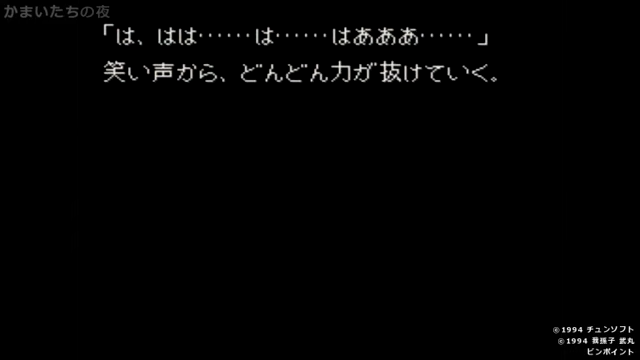 かまいたちの夜
「は、はは……は……はあああ……」
笑い声から、どんどん力が抜けていく。
©1994 チュンソフト
©1994 我孫子 武丸
ピンポイント